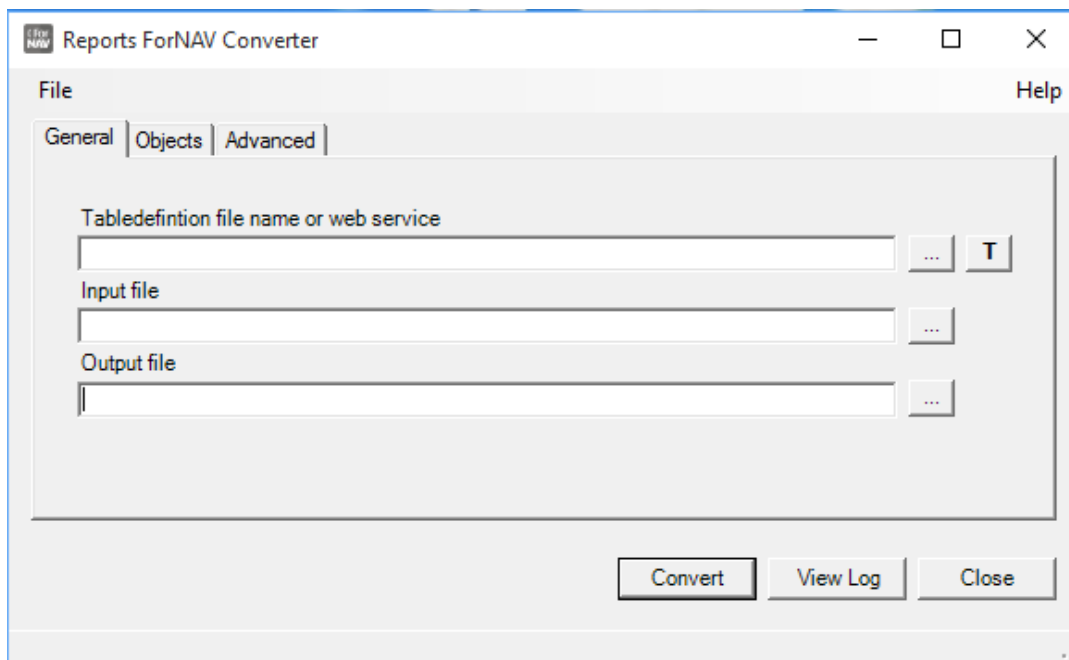 Reports ForNAV Converter
File Help
General Objects Advanced
Tabledefintion file name or web service
... T
Input file
...
Output file
...
Convert View Log Close